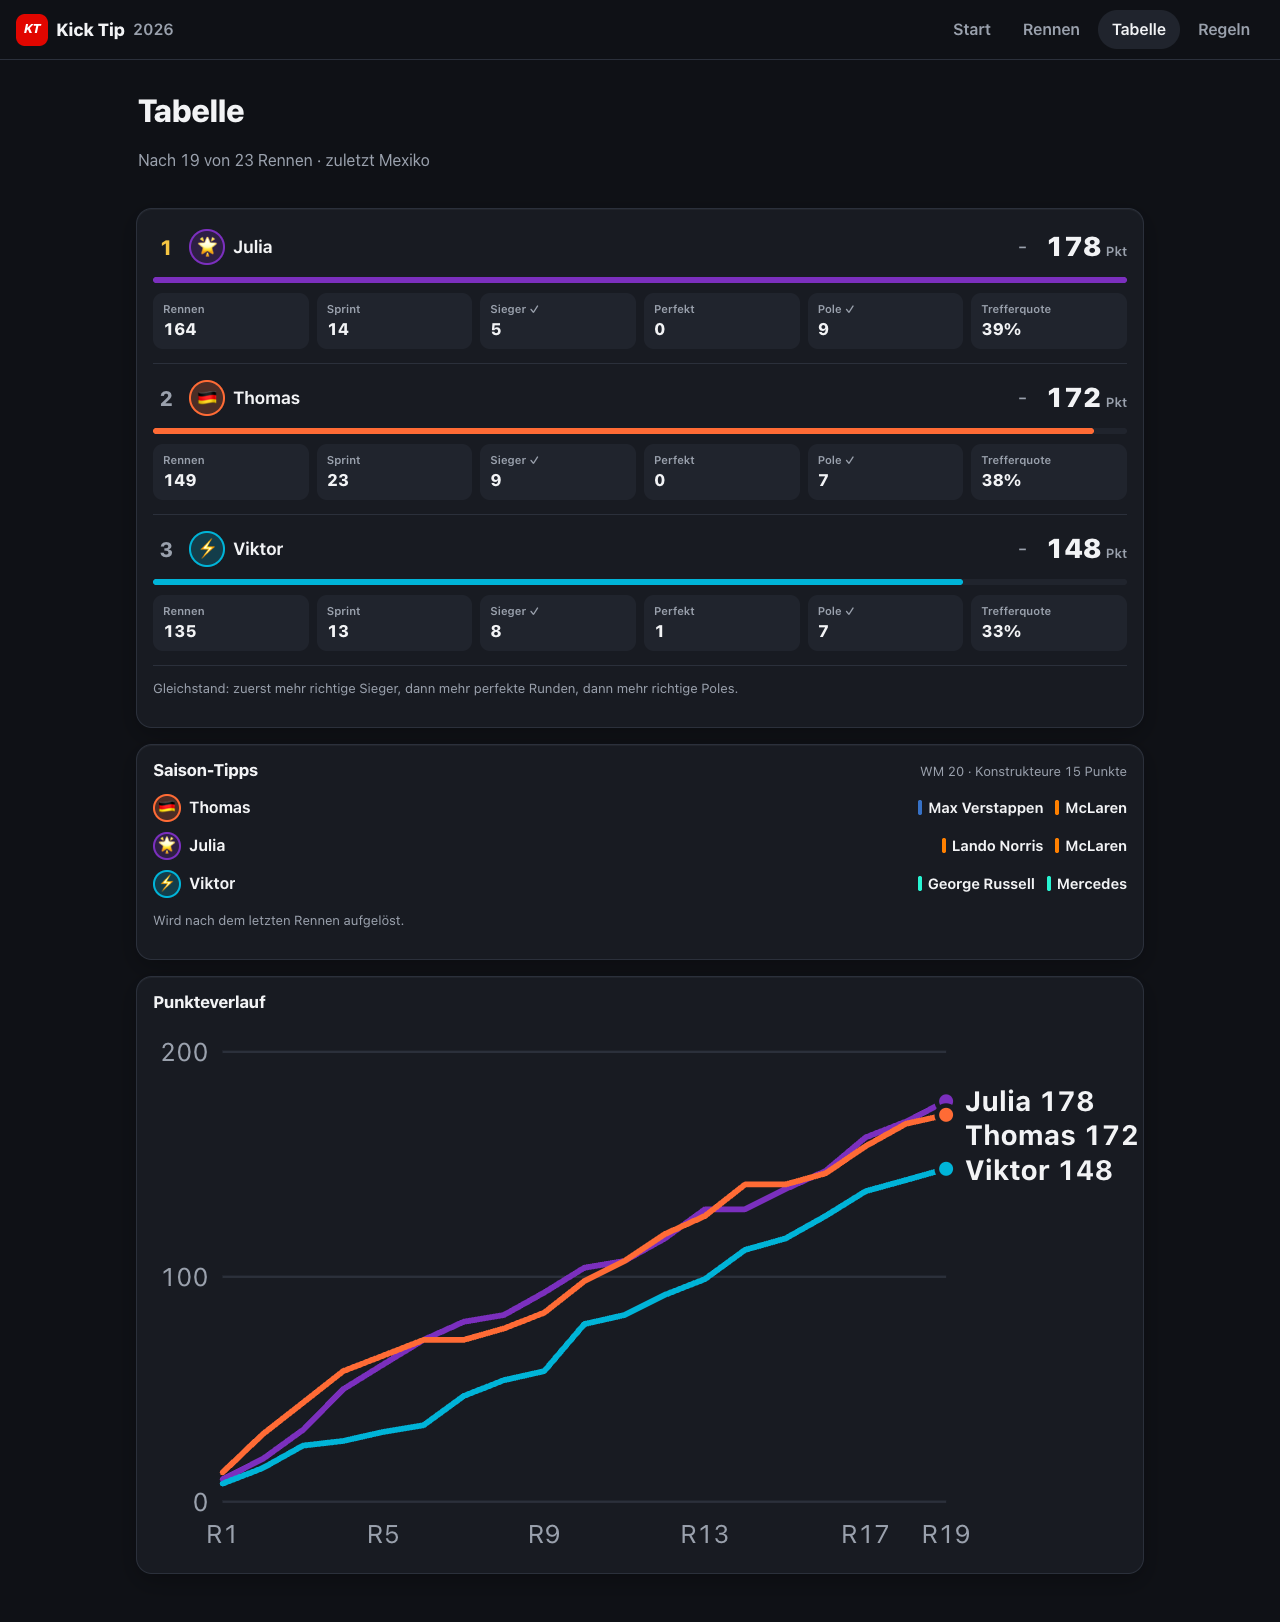 KT Kick Tip 2026 Start Rennen Tabelle Regeln
Tabelle
Nach 19 von 23 Rennen · zuletzt Mexiko
1 Julia - 178 Pkt
Rennen Sprint Sieger ✓ Perfekt Pole ✓ Trefferquote
164 14 5 0 9 39%
2 Thomas - 172 Pkt
Rennen Sprint Sieger ✓ Perfekt Pole ✓ Trefferquote
149 23 9 0 7 38%
3 Viktor - 148 Pkt
Rennen Sprint Sieger ✓ Perfekt Pole ✓ Trefferquote
135 13 8 1 7 33%
Gleichstand: zuerst mehr richtige Sieger, dann mehr perfekte Runden, dann mehr richtige Poles.
Saison-Tipps WM 20 · Konstrukteure 15 Punkte
Thomas Max Verstappen McLaren
Julia Lando Norris McLaren
Viktor George Russell Mercedes
Wird nach dem letzten Rennen aufgelöst.
Punkteverlauf
200
Julia 178
Thomas 172
Viktor 148
100
0
R1 R5 R9 R13 R17 R19